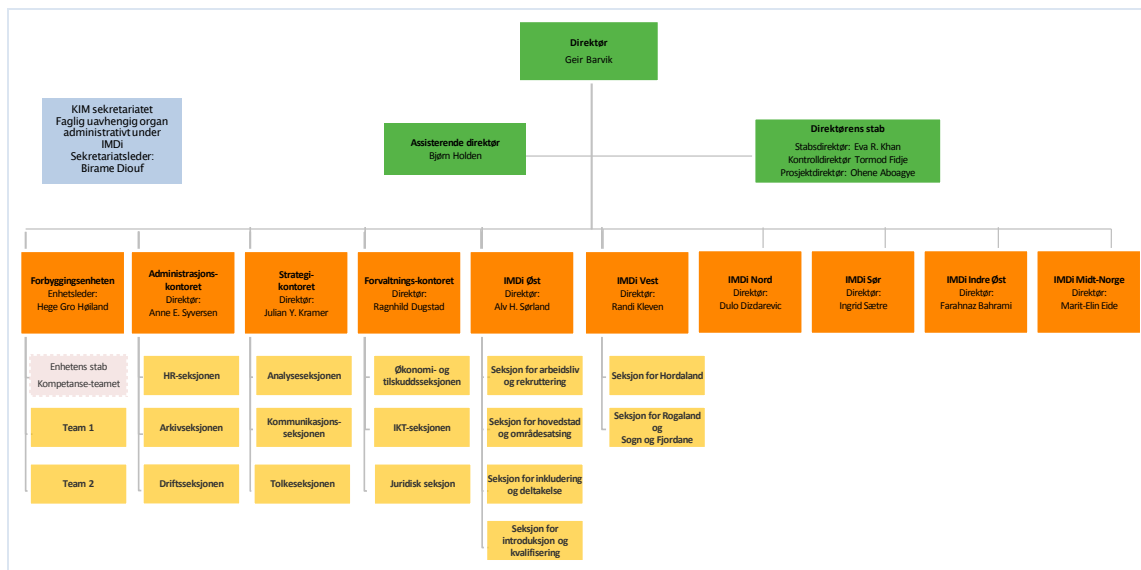 Direktør
Geir Barvik
KIM sekretariatet
Faglig uavhengig organ
administrativt under
IMDi
Sekretariatsleder:
Birame Diouf
Assisterende direktør
Bjørn Holden
Direktørens stab
Stabsdirektør: Eva R. Khan
Kontrolldirektør Tormod Fidje
Prosjektdirektør: Ohene Aboagye
Forbyggingsenheten
Enhetsleder:
Hege Gro Høiland
Administrasjons-
kontoret
Direktør:
Anne E. Syversen
Strategi-
kontoret
Direktør:
Julian Y. Kramer
Forvaltnings-kontoret
Direktør:
Ragnhild Dugstad
IMDi Øst
Direktør:
Alv H. Sørland
IMDi Vest
Direktør:
Randi Kleven
IMDi Nord
Direktør:
Dulo Dizdarevic
IMDi Sør
Direktør:
Ingrid Sætre
IMDi Indre Øst
Direktør:
Farahnaz Bahrami
IMDi Midt-Norge
Direktør:
Marit-Elin Eide
Enhetens stab
Kompetanse-teamet
Team 1
Team 2
HR-seksjonen
Arkivseksjonen
Driftsseksjonen
Analyseseksjonen
Kommunikasjons-
seksjonen
Tolkeseksjonen
Økonomi- og
tilskuddsseksjonen
IKT-seksjonen
Juridisk seksjon
Seksjon for arbeidsliv
og rekruttering
Seksjon for hovedstad
og områdesatsing
Seksjon for inkludering
og deltakelse
Seksjon for
introduksjon og
kvalifisering
Seksjon for Hordaland
Seksjon for Rogaland
og
Sogn og Fjordane